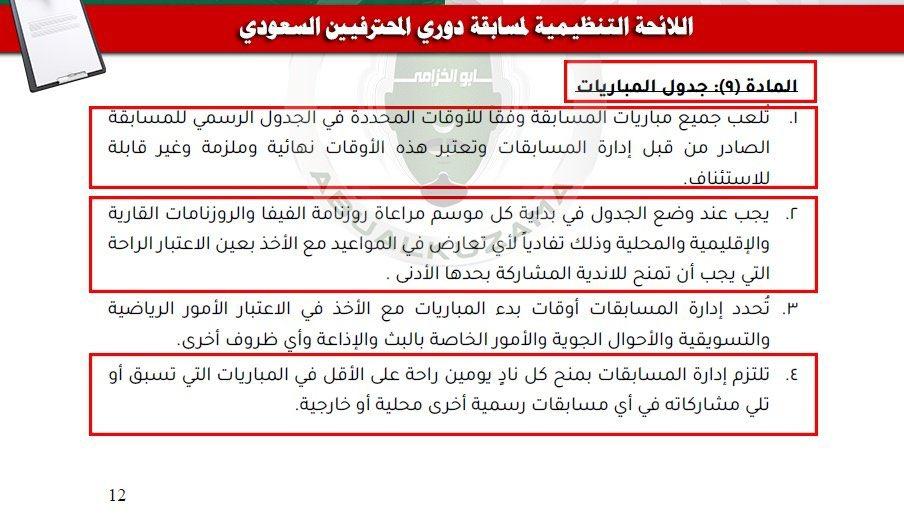 اللائحة التنظيمية لمسابقة دوري المحترفيين السعودي
ابو الخزامى
المادة (٩): جدول المباريات
١. تُلعب جميع مباريات المسابقة وفقاً للأوقات المحددة في الجدول الرسمي للمسابقة
الصادر من قبل إدارة المسابقات وتعتبر هذه الأوقات نهائية وملزمة وغير قابلة
للاستئناف.
٢. يجب عند وضع الجدول في بداية كل موسم مراعاة روزنامة الفيفا والروزنامات القارية
والإقليمية والمحلية وذلك تفادياً لأي تعارض في المواعيد مع الأخذ بعين الاعتبار الراحة
التي يجب أن تمنح للاندية المشاركة بحدها الأدنى .
٣. تُحدد إدارة المسابقات أوقات بدء المباريات مع الأخذ في الاعتبار الأمور الرياضية
والتسويقية والأحوال الجوية والأمور الخاصة بالبث والإذاعة وأي ظروف أخرى.
٤. تلتزم إدارة المسابقات بمنح كل نادٍ يومين راحة على الأقل في المباريات التي تسبق أو
تلي مشاركاته في أي مسابقات رسمية أخرى محلية أو خارجية.
ABUALKUZAMA
12